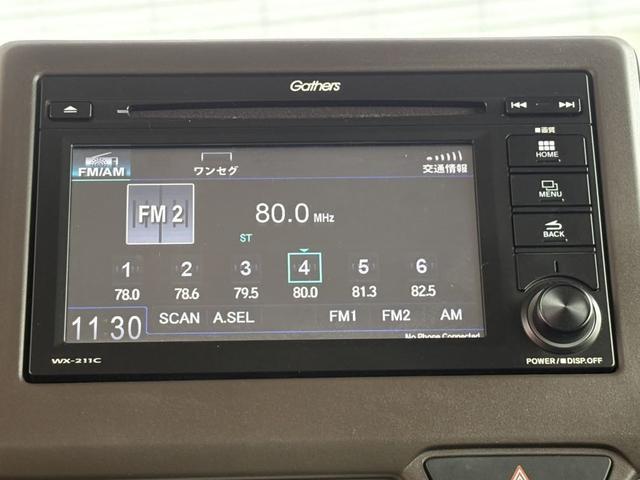 Gathers
■画質
HOME
FM/AM
ワンセグ
交通情報
MENU
FM 2
80.0 MHz
ST
BACK
1 2 3 4 5 6
78.0 78.6 79.5 80.0 81.3 82.5
11:30 SCAN A.SEL FM1 FM2 AM
No Phone Connected
WX-211C
POWER/■DISP.OFF